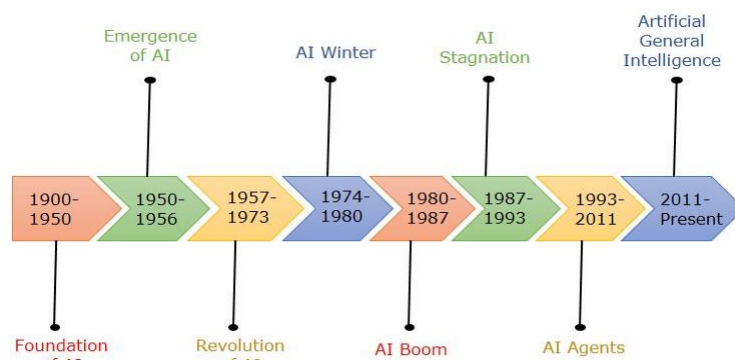 Emergence
of AI
AI Winter
AI
Stagnation
Artificial
General
Intelligence
1900-
1950
1950-
1956
1957-
1973
1974-
1980
1980-
1987
1987-
1993
1993-
2011
2011-
Present
Foundation
Revolution
AI Boom
AI Agents